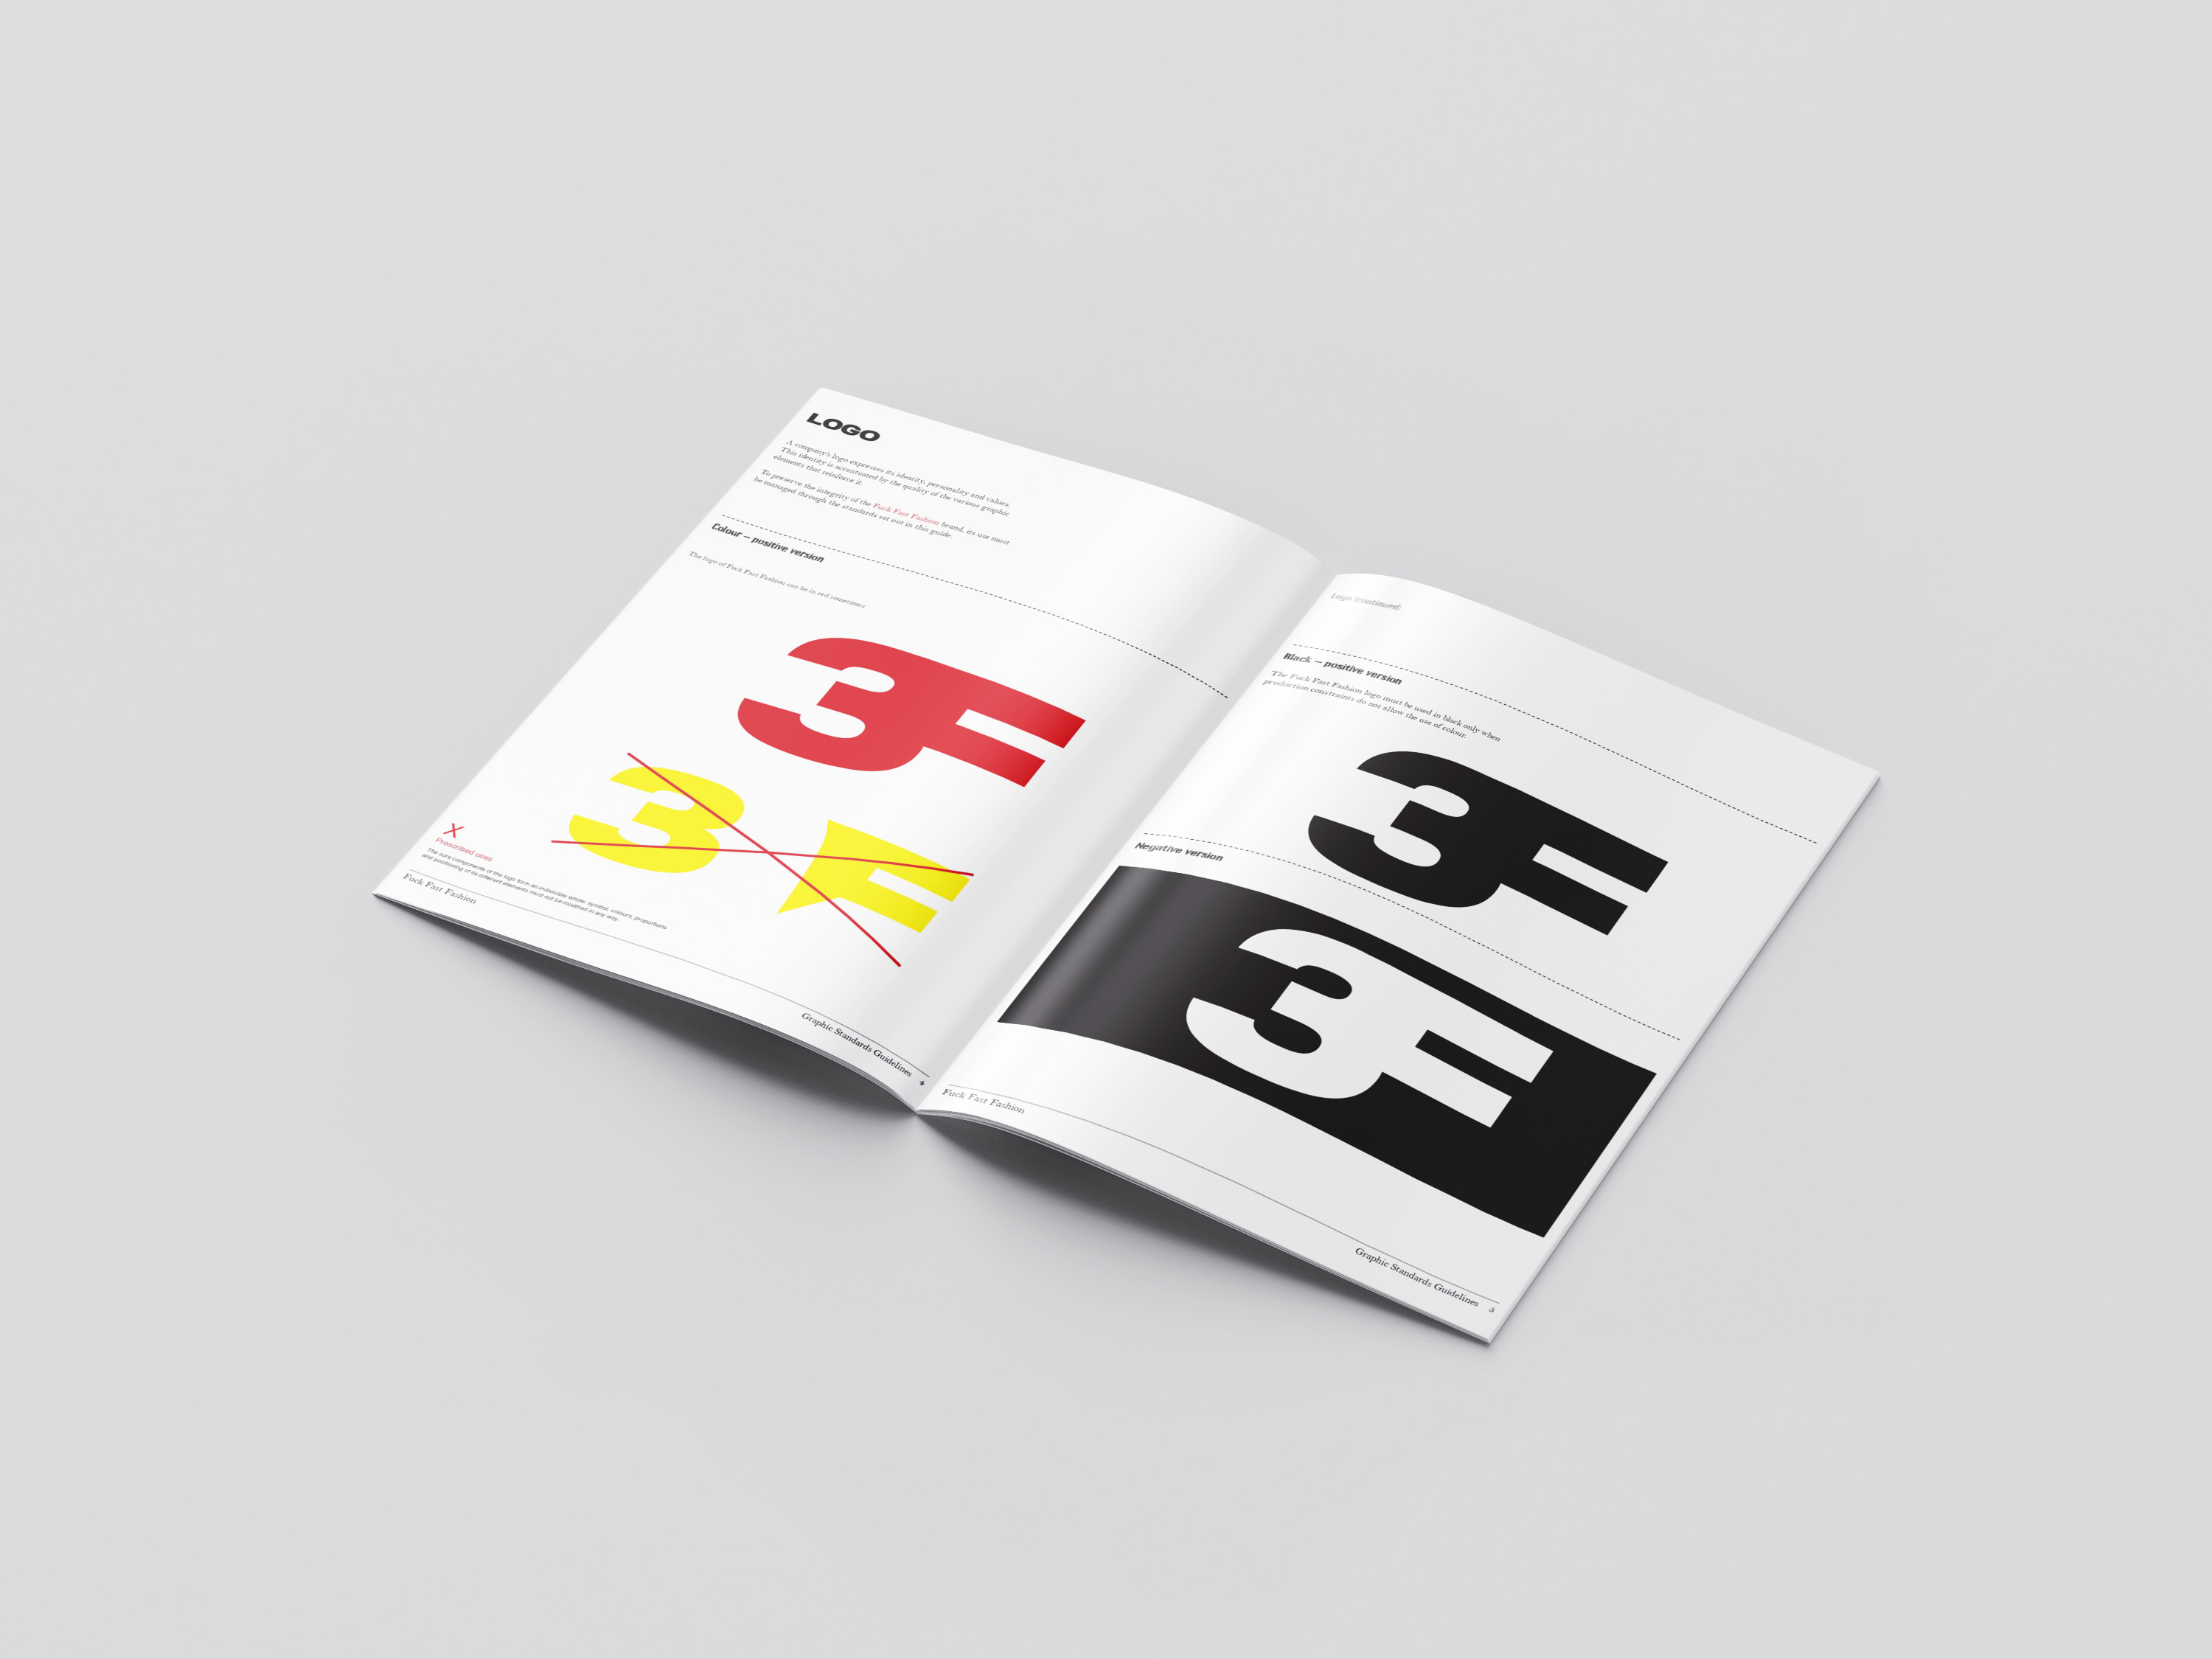 LOGO
A company's logo expresses its identity, personality and values.
This identity is accentuated by the quality of the various graphic
elements that reinforce it.
To preserve the integrity of the Fuck Fast Fashion brand, its use must
be managed through the standards set out in this guide.
Colour – positive version
The logo of Fuck Fast Fashion can be in red sometimes
3F
3 F
X
Proscribed uses
The core components of the logo form an indivisible whole; symbol, colours, proportions
and positioning of its different elements must not be modified in any way.
Fuck Fast Fashion
Graphic Standards Guidelines 4
Logo (continued)
Black – positive version
The Fuck Fast Fashion logo must be used in black only when
production constraints do not allow the use of colour.
3F
Negative version
3F
Fuck Fast Fashion
Graphic Standards Guidelines 5